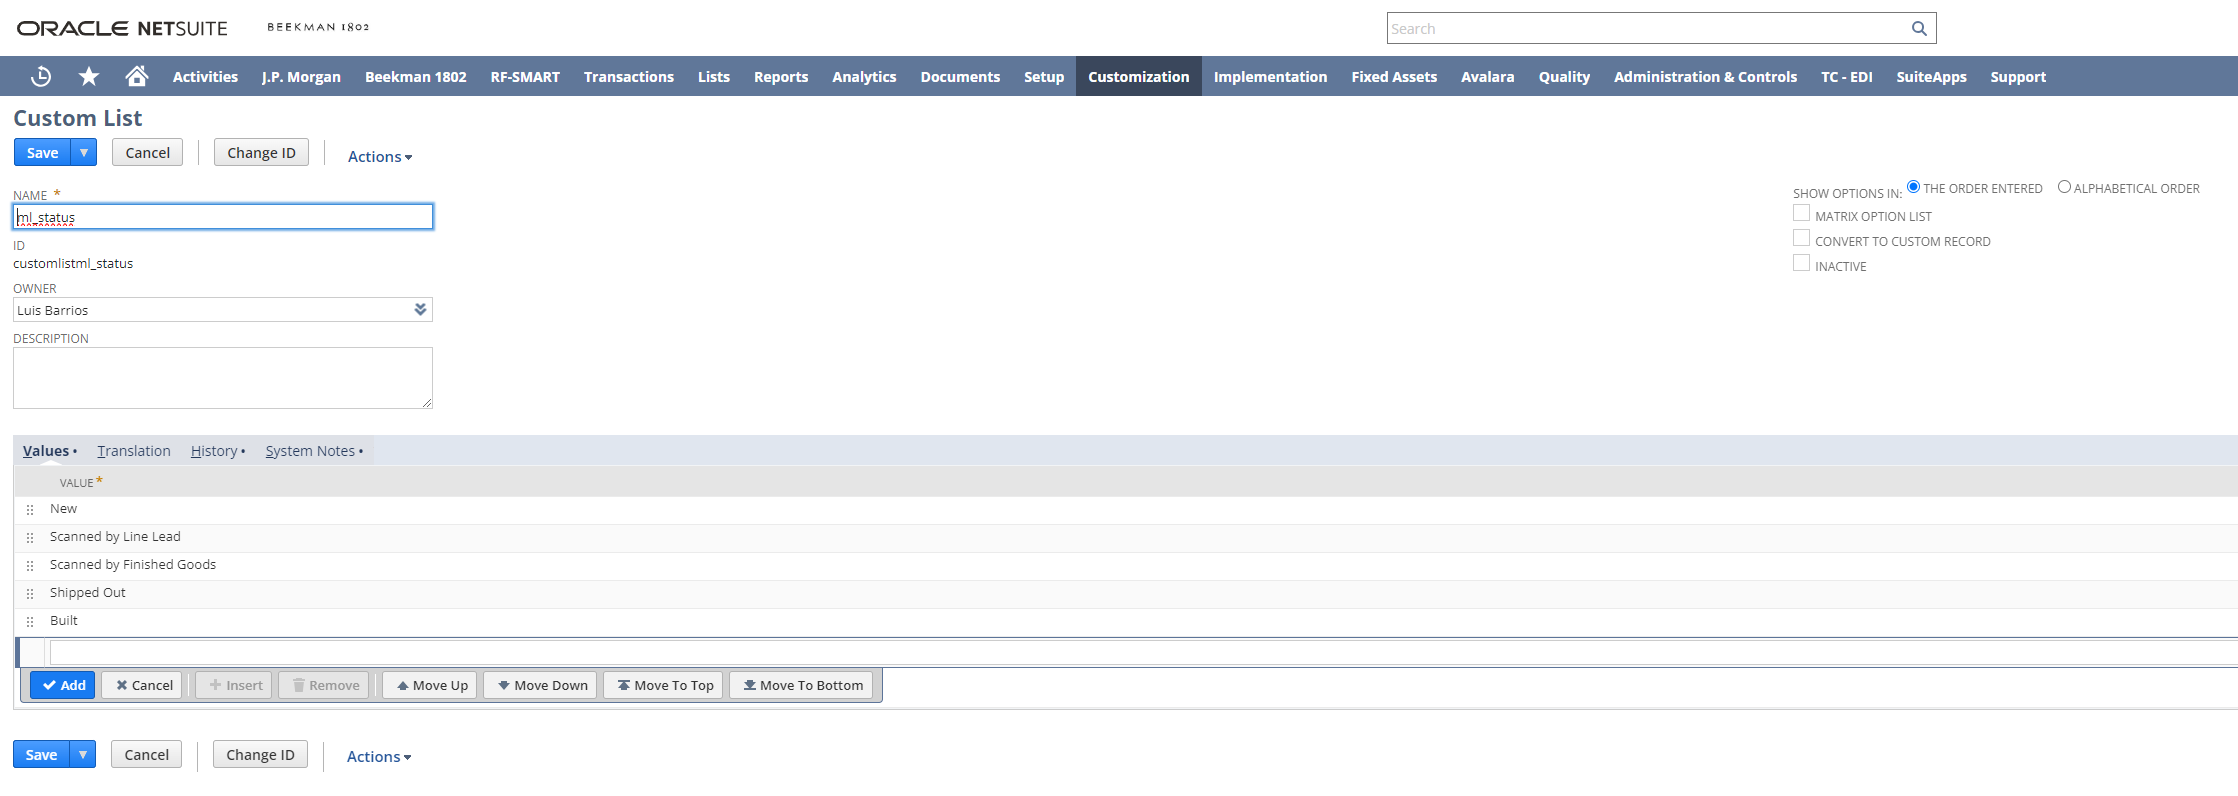 ORACLE NETSUITE BEEKMAN 1802 Search
Activities J.P. Morgan Beekman 1802 RF-SMART Transactions Lists Reports Analytics Documents Setup Customization Implementation Fixed Assets Avalara Quality Administration & Controls TC - EDI SuiteApps Support
Custom List
Save Cancel Change ID Actions
NAME *
ml_status
ID
customlistml_status
OWNER
Luis Barrios
DESCRIPTION
SHOW OPTIONS IN: THE ORDER ENTERED ALPHABETICAL ORDER
MATRIX OPTION LIST
CONVERT TO CUSTOM RECORD
INACTIVE
Values • Translation History • System Notes •
VALUE *
New
Scanned by Line Lead
Scanned by Finished Goods
Shipped Out
Built
Add Cancel Insert Remove Move Up Move Down Move To Top Move To Bottom
Save Cancel Change ID Actions